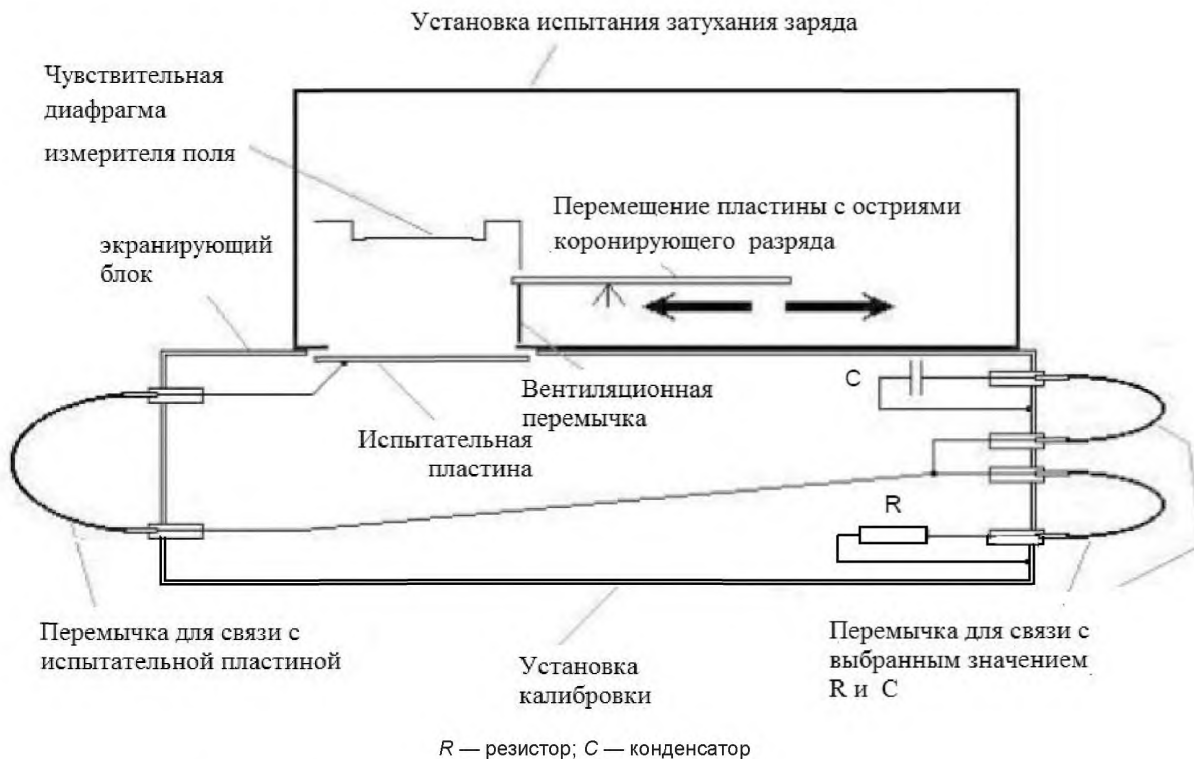 Установка испытания затухания заряда
Чувствительная
диафрагма
измерителя поля
экранирующий
блок
Перемещение пластины с остриями
коронирующего разряда
Вентиляционная
перемычка
C
Испытательная
пластина
R
Перемычка для связи с
испытательной пластиной
Установка
калибровки
Перемычка для связи с
выбранным значением
R и C
R — резистор; C — конденсатор